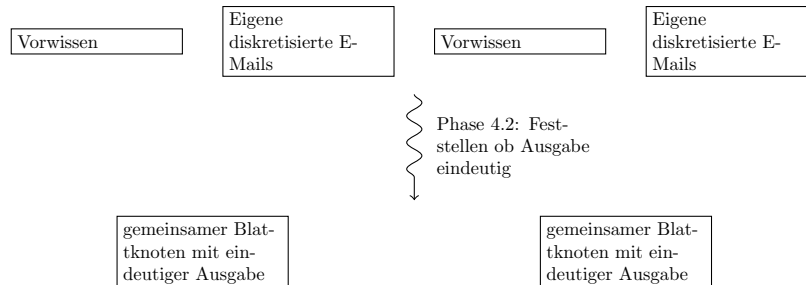 Vorwissen
Eigene
diskretisierte E-
Mails
Vorwissen
Eigene
diskretisierte E-
Mails
Phase 4.2: Fest-
stellen ob Ausgabe
eindeutig
gemeinsamer Blat-
tknoten mit ein-
deutiger Ausgabe
gemeinsamer Blat-
tknoten mit ein-
deutiger Ausgabe